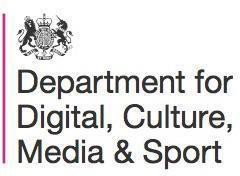 Department for
Digital, Culture,
Media & Sport